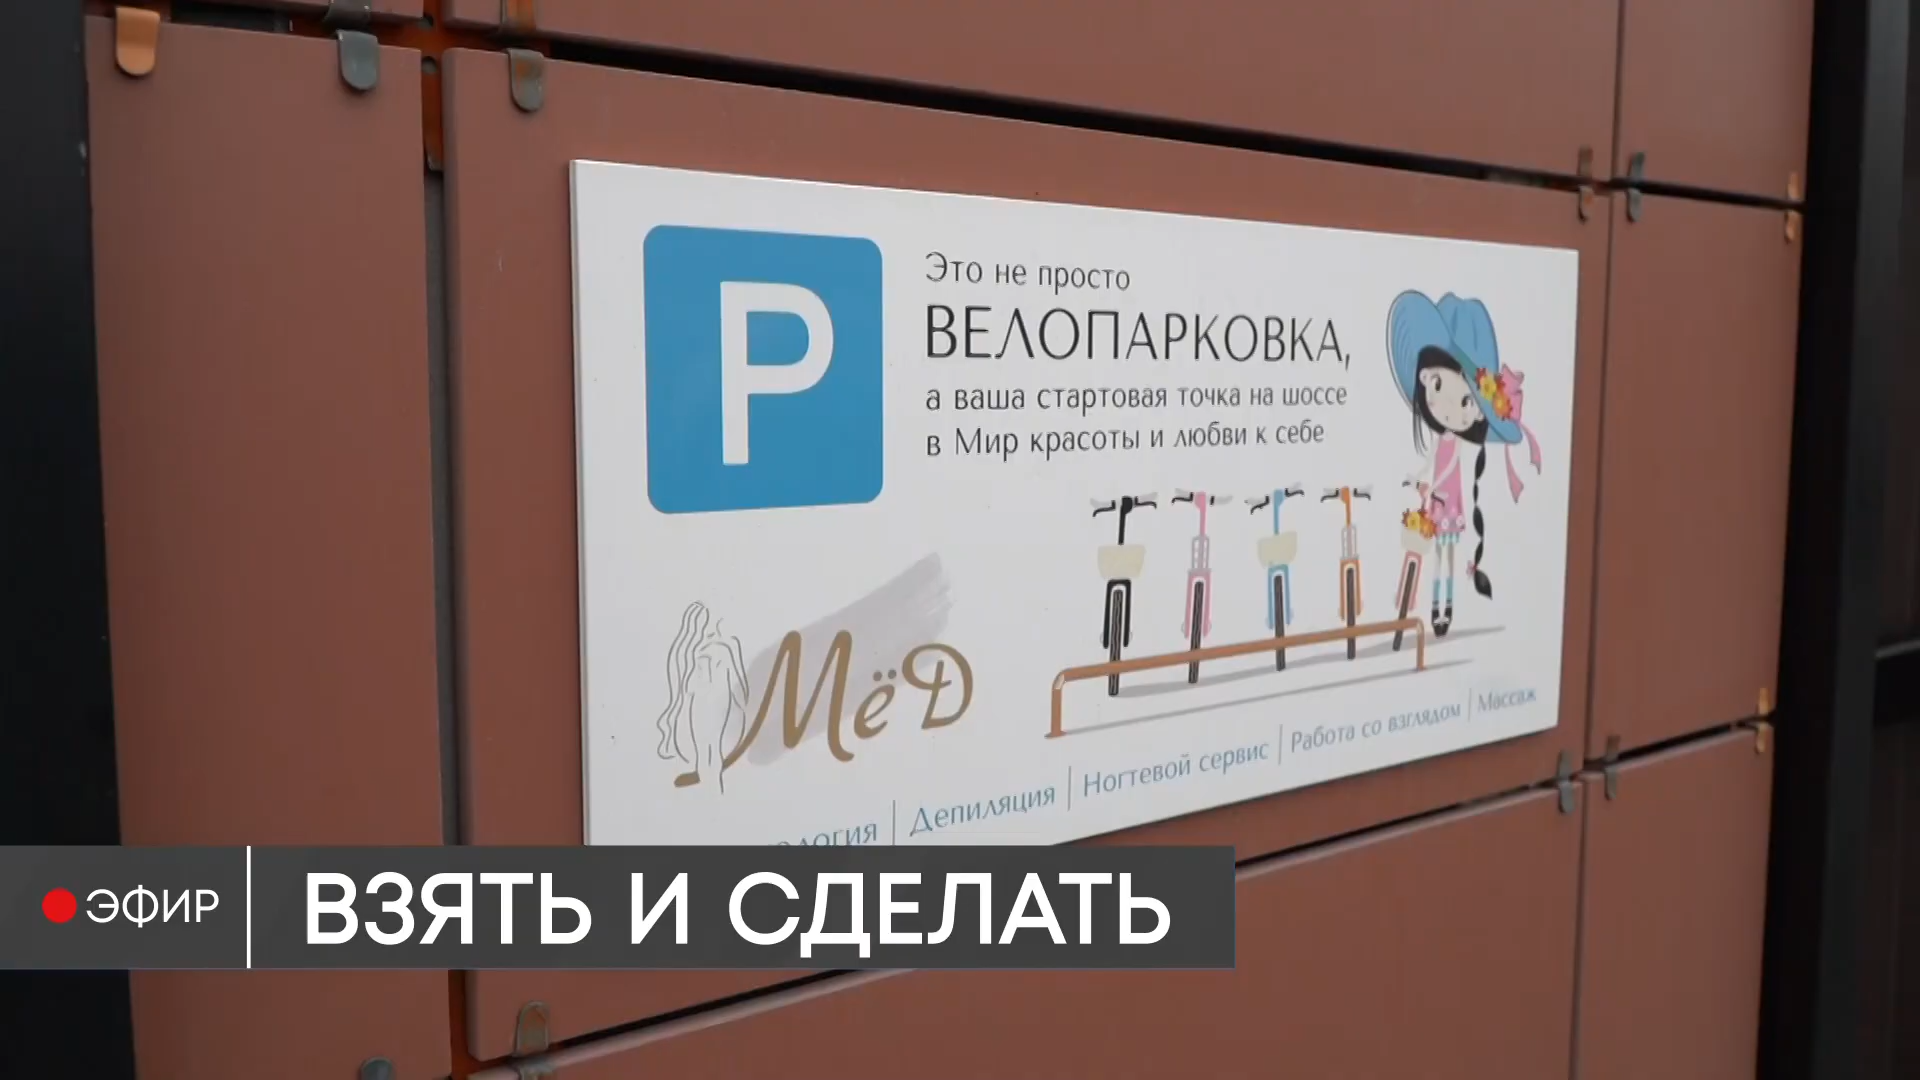 P
Это не просто
ВЕЛОПАРКОВКА,
а ваша стартовая точка на шоссе
в Мир красоты и любви к себе
МёД
Депиляция | Ногтевой сервис | Работа со взглядом | Массаж
ЭФИР
ВЗЯТЬ И СДЕЛАТЬ